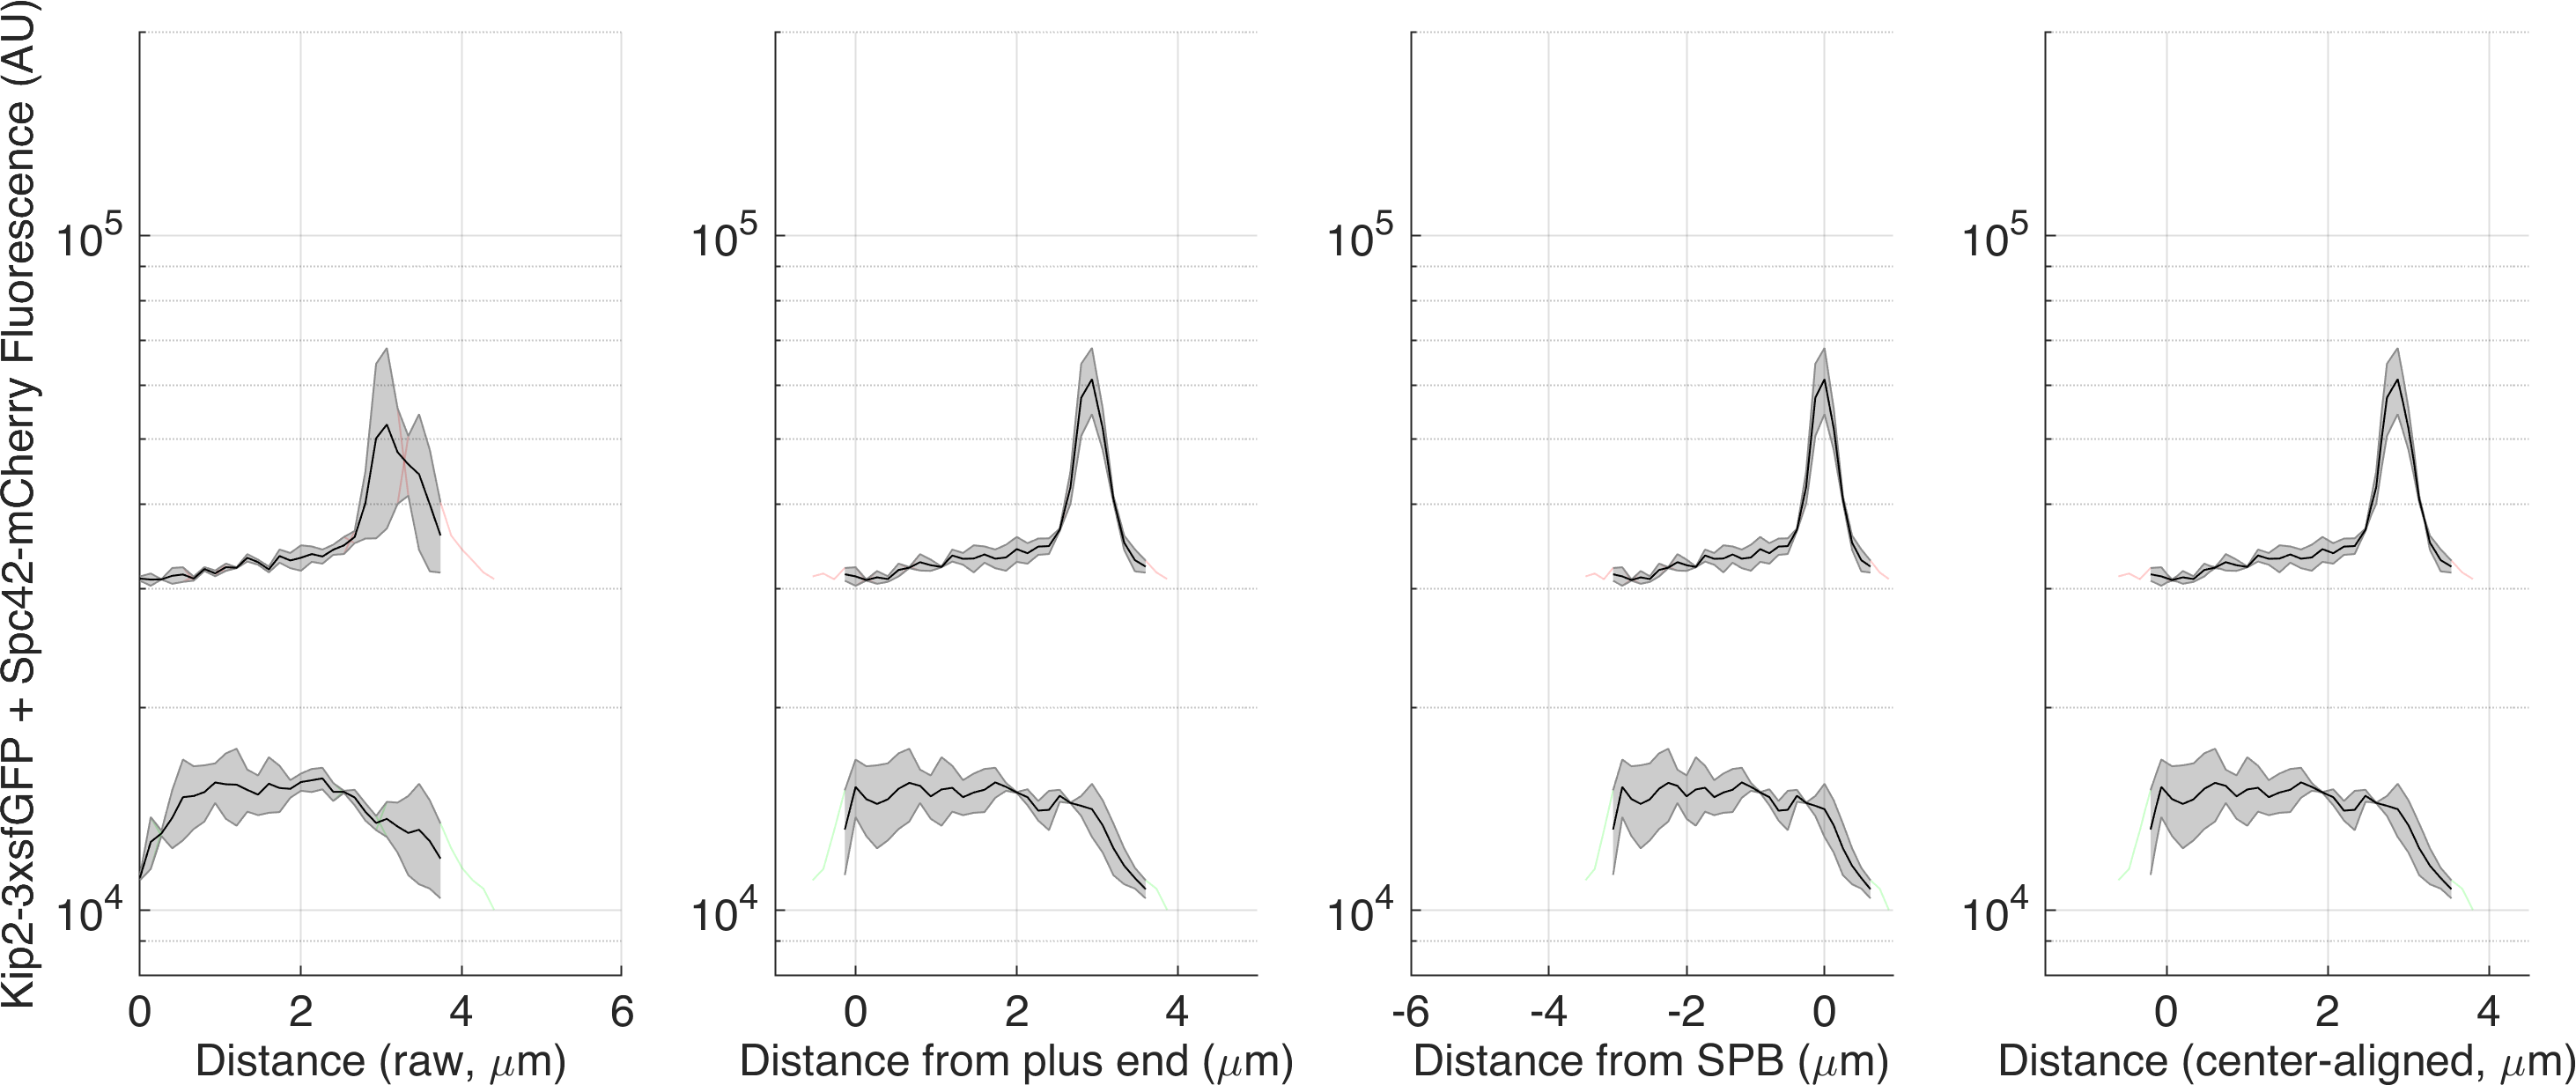 Kip2-3xsfGFP + Spc42-mCherry Fluorescence (AU)
10^5
10^4
0 2 4 6
Distance (raw, μm)
10^5
10^4
0 2 4
Distance from plus end (μm)
10^5
10^4
-6 -4 -2 0
Distance from SPB (μm)
10^5
10^4
0 2 4
Distance (center-aligned, μm)